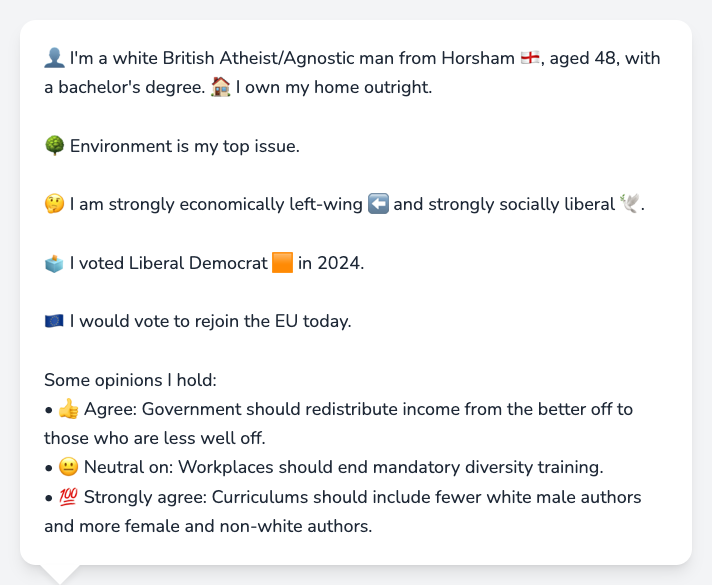 👤 I'm a white British Atheist/Agnostic man from Horsham 🏴󠁧󠁢󠁥󠁮󠁧󠁿, aged 48, with
a bachelor's degree. 🏠 I own my home outright.
🌳 Environment is my top issue.
🤔 I am strongly economically left-wing ⬅️ and strongly socially liberal 🕊️.
🗳️ I voted Liberal Democrat 🟧 in 2024.
🇪🇺 I would vote to rejoin the EU today.
Some opinions I hold:
• 👍 Agree: Government should redistribute income from the better off to
those who are less well off.
• 😐 Neutral on: Workplaces should end mandatory diversity training.
• 💯 Strongly agree: Curriculums should include fewer white male authors
and more female and non-white authors.